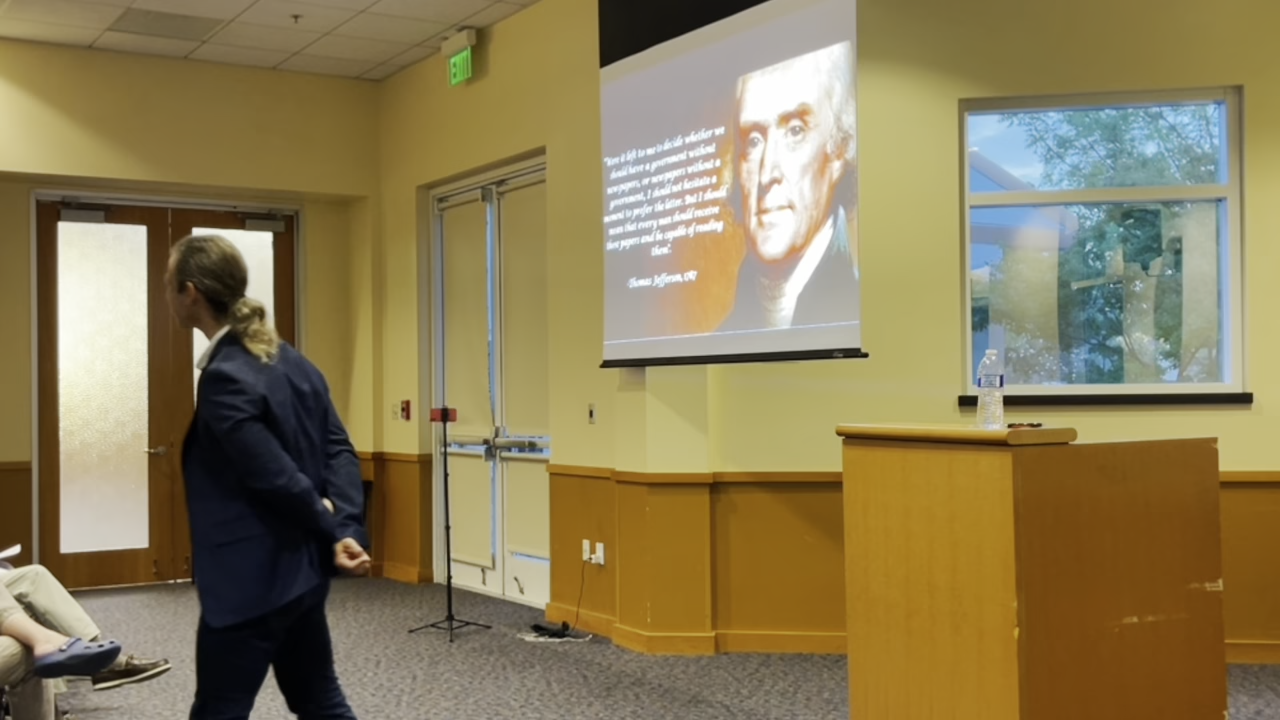 EXIT
"Were it left to me to decide whether we
should have a government without
newspapers, or newspapers without a
government, I should not hesitate a
moment to prefer the latter. But I should
mean that every man should receive
those papers and be capable of reading
them".
-Thomas Jefferson, 1787